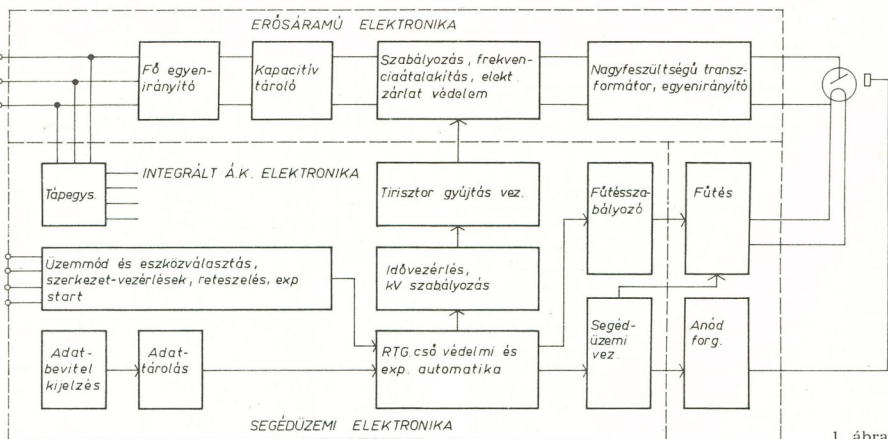 ERŐSÁRAMÚ ELEKTRONIKA
Fő egyen-
irányító
Kapacitív
tároló
Szabályozás, frekven-
ciaátalakítás, elekt.
zárlat védelem
Nagyfeszültségű transz-
formátor, egyenirányító
Tápegys.
INTEGRÁLT Á.K. ELEKTRONIKA
Tirisztor gyújtás vez.
Fűtéssza-
bályozó
Fűtés
Üzemmód és eszközválasztás,
szerkezet-vezérlések, reteszelés, exp
start
Idővezérlés,
kV szabályozás
Adat-
bevitel
kijelzés
Adat-
tárolás
RTG. cső védelmi és
exp. automatika
Segéd-
üzemi
vez.
Anód
forg.
SEGÉDÜZEMI ELEKTRONIKA
1. ábra